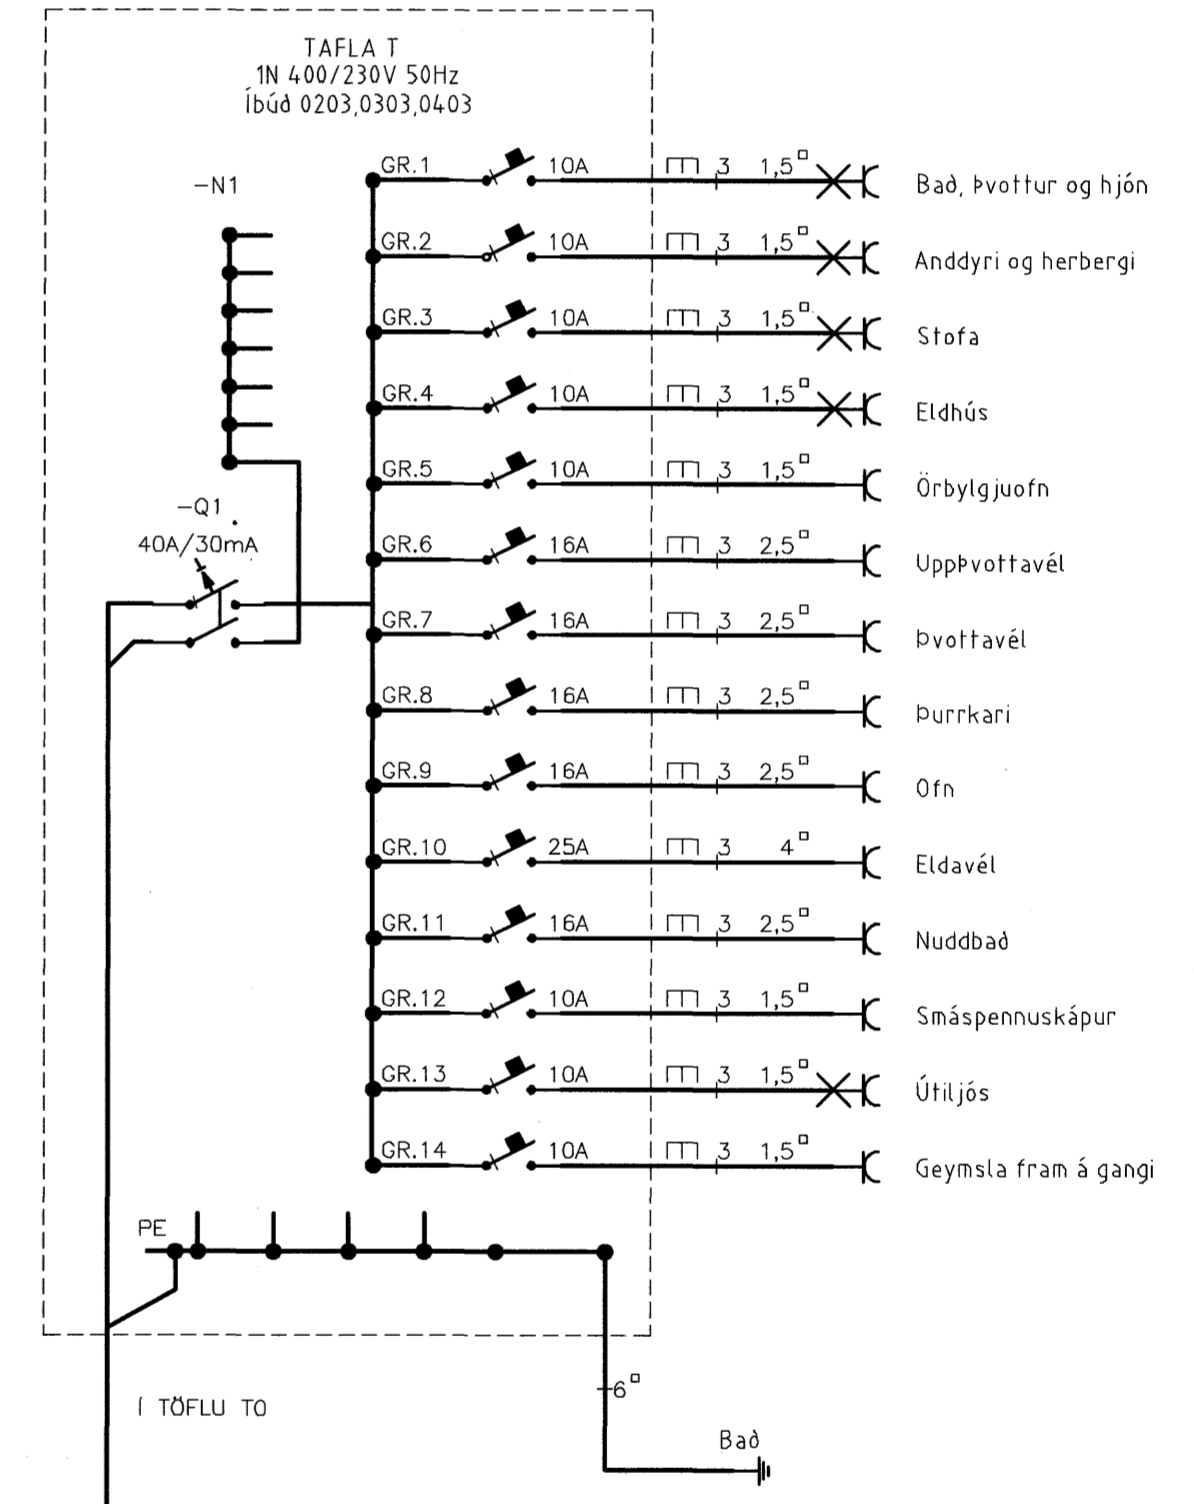 TAFLA T
1N 400/230V 50Hz
Íbúð 0203,0303,0403
-N1
-Q1
40A/30mA
GR.1 10A 3 1,5▫ Bað, Þvottur og hjón
GR.2 10A 3 1,5▫ Anddyri og herbergi
GR.3 10A 3 1,5▫ Stofa
GR.4 10A 3 1,5▫ Eldhús
GR.5 10A 3 1,5▫ Örbylgjuofn
GR.6 16A 3 2,5▫ UppÞvottavél
GR.7 16A 3 2,5▫ Þvottavél
GR.8 16A 3 2,5▫ Þurrkari
GR.9 16A 3 2,5▫ Ofn
GR.10 25A 3 4▫ Eldavél
GR.11 16A 3 2,5▫ Nuddbað
GR.12 10A 3 1,5▫ Smáspennuskápur
GR.13 10A 3 1,5▫ Útiljós
GR.14 10A 3 1,5▫ Geymsla fram á gangi
PE
6▫
Í TÖFLU TO
Bað